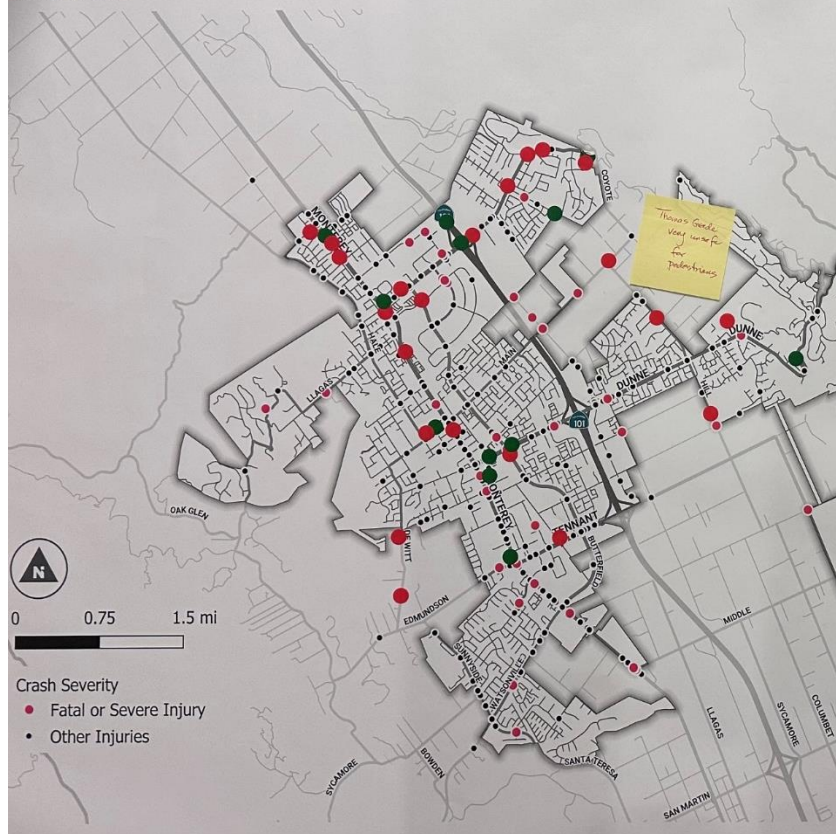 COYOTE
MONTEREY
Thomas Grade
very unsafe
for
pedestrians
HALE
MAIN
DUNNE
LLAGAS
DUNNE
HILL
101
MONTEREY
OAK GLEN
TENNANT
DE WITT
BUTTERFIELD
N
0 0.75 1.5 mi
EDMUNDSON
MIDDLE
SUNNYSIDE
WATSONVILLE
Crash Severity
Fatal or Severe Injury
Other Injuries
LLAGAS
SYCAMORE
COLUMBET
SYCAMORE
BOWDEN
SANTA TERESA
SAN MARTIN